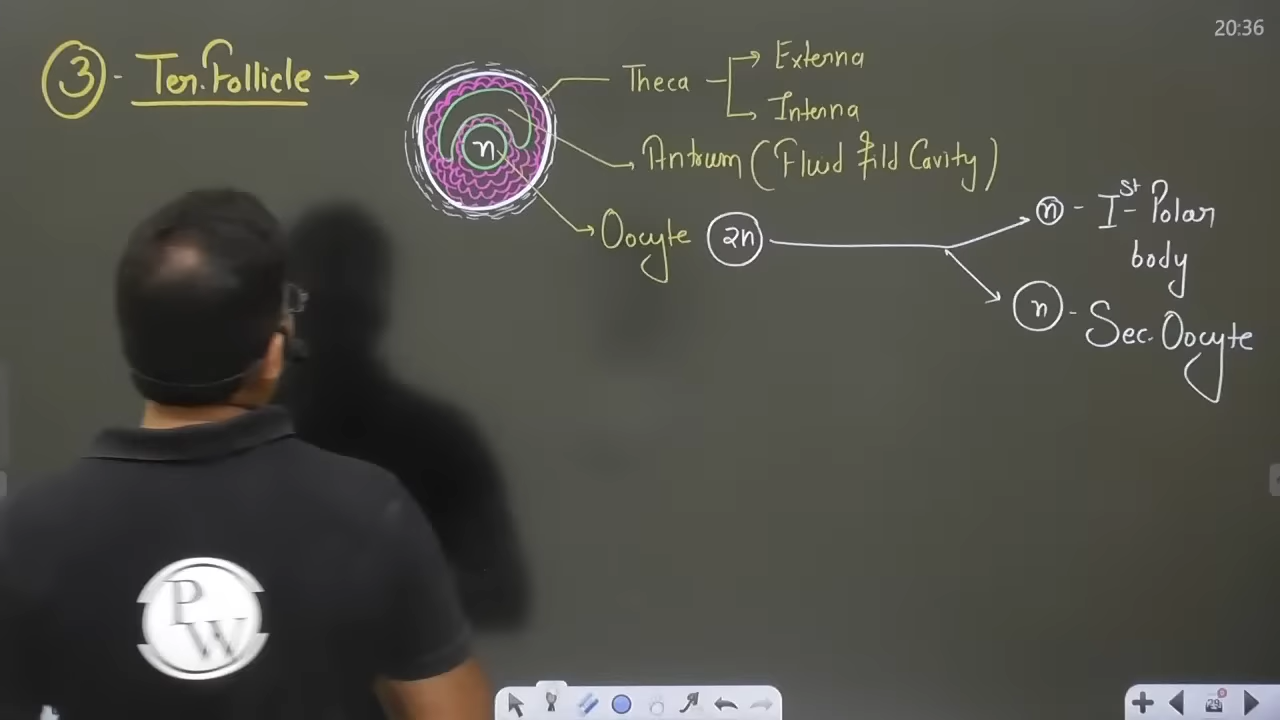 20:36
3 - Ter. Follicle →
Theca
Externa
Interna
Antrum (Fluid fild Cavity)
n
Oocyte 2n
n - Ist Polar
body
n - Sec. Oocyte
PW
29